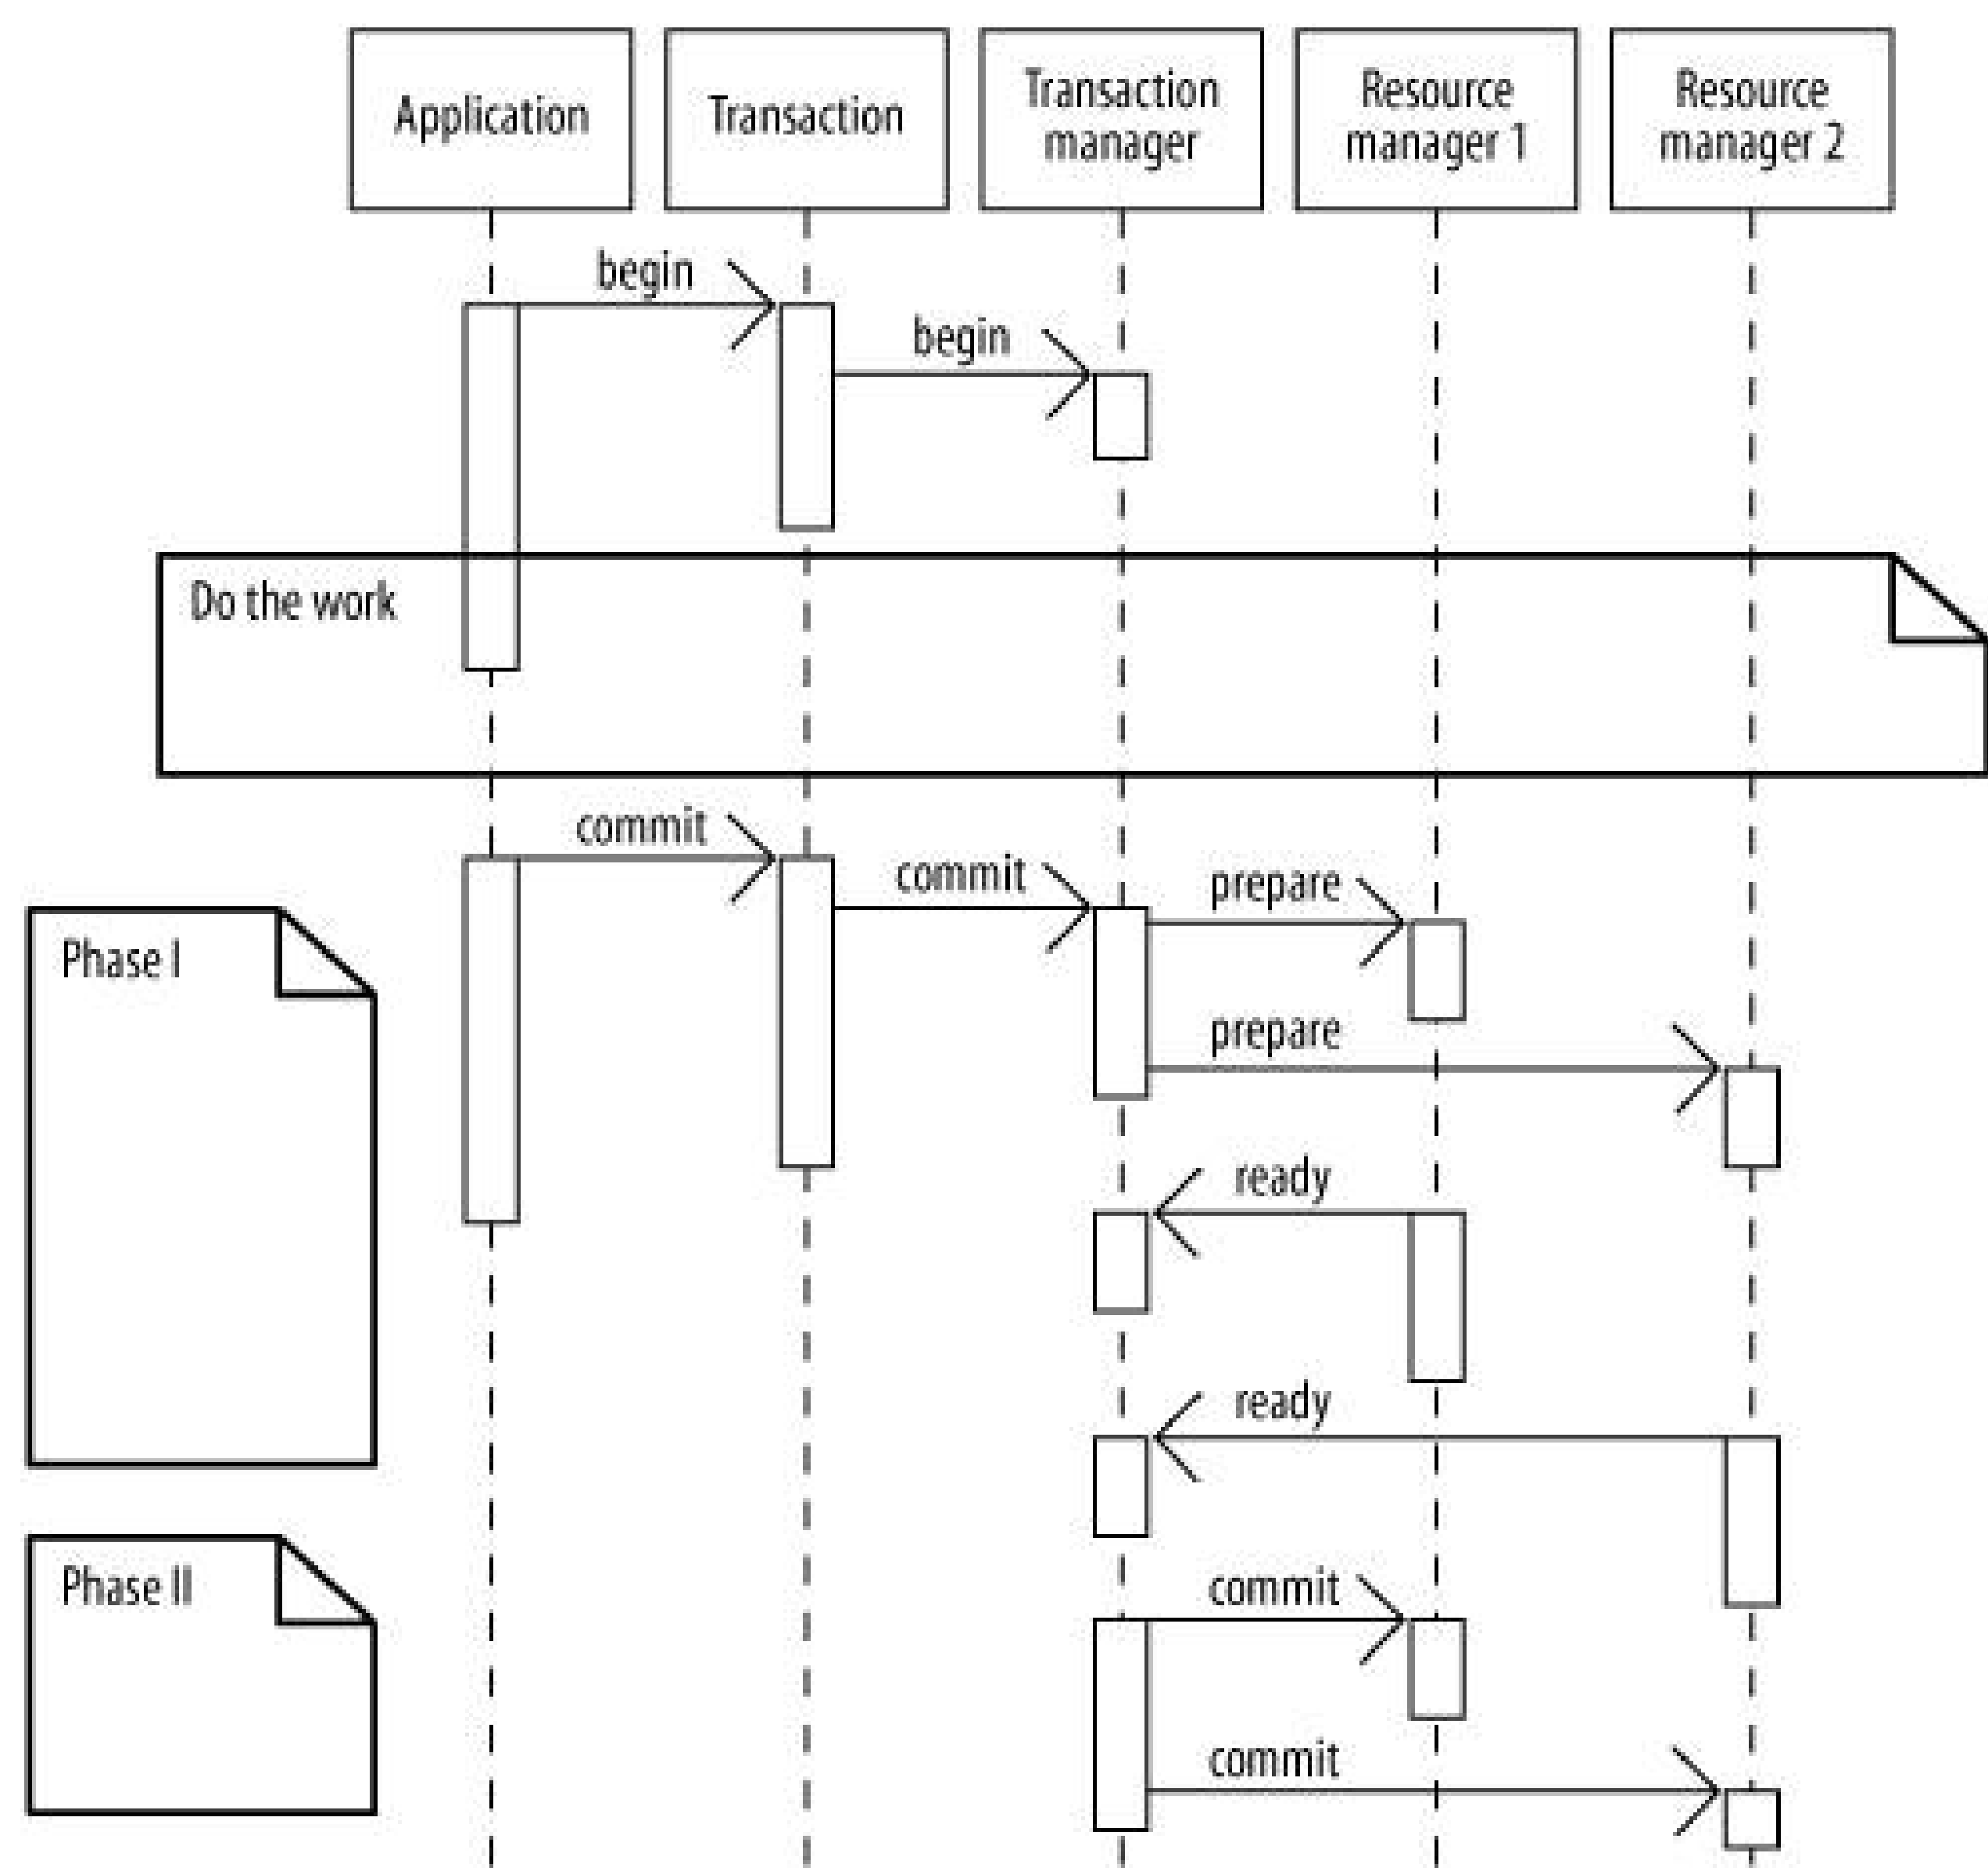 Application
Transaction
Transaction
manager
Resource
manager 1
Resource
manager 2
begin
begin
Do the work
commit
commit
prepare
Phase I
prepare
ready
ready
Phase II
commit
commit